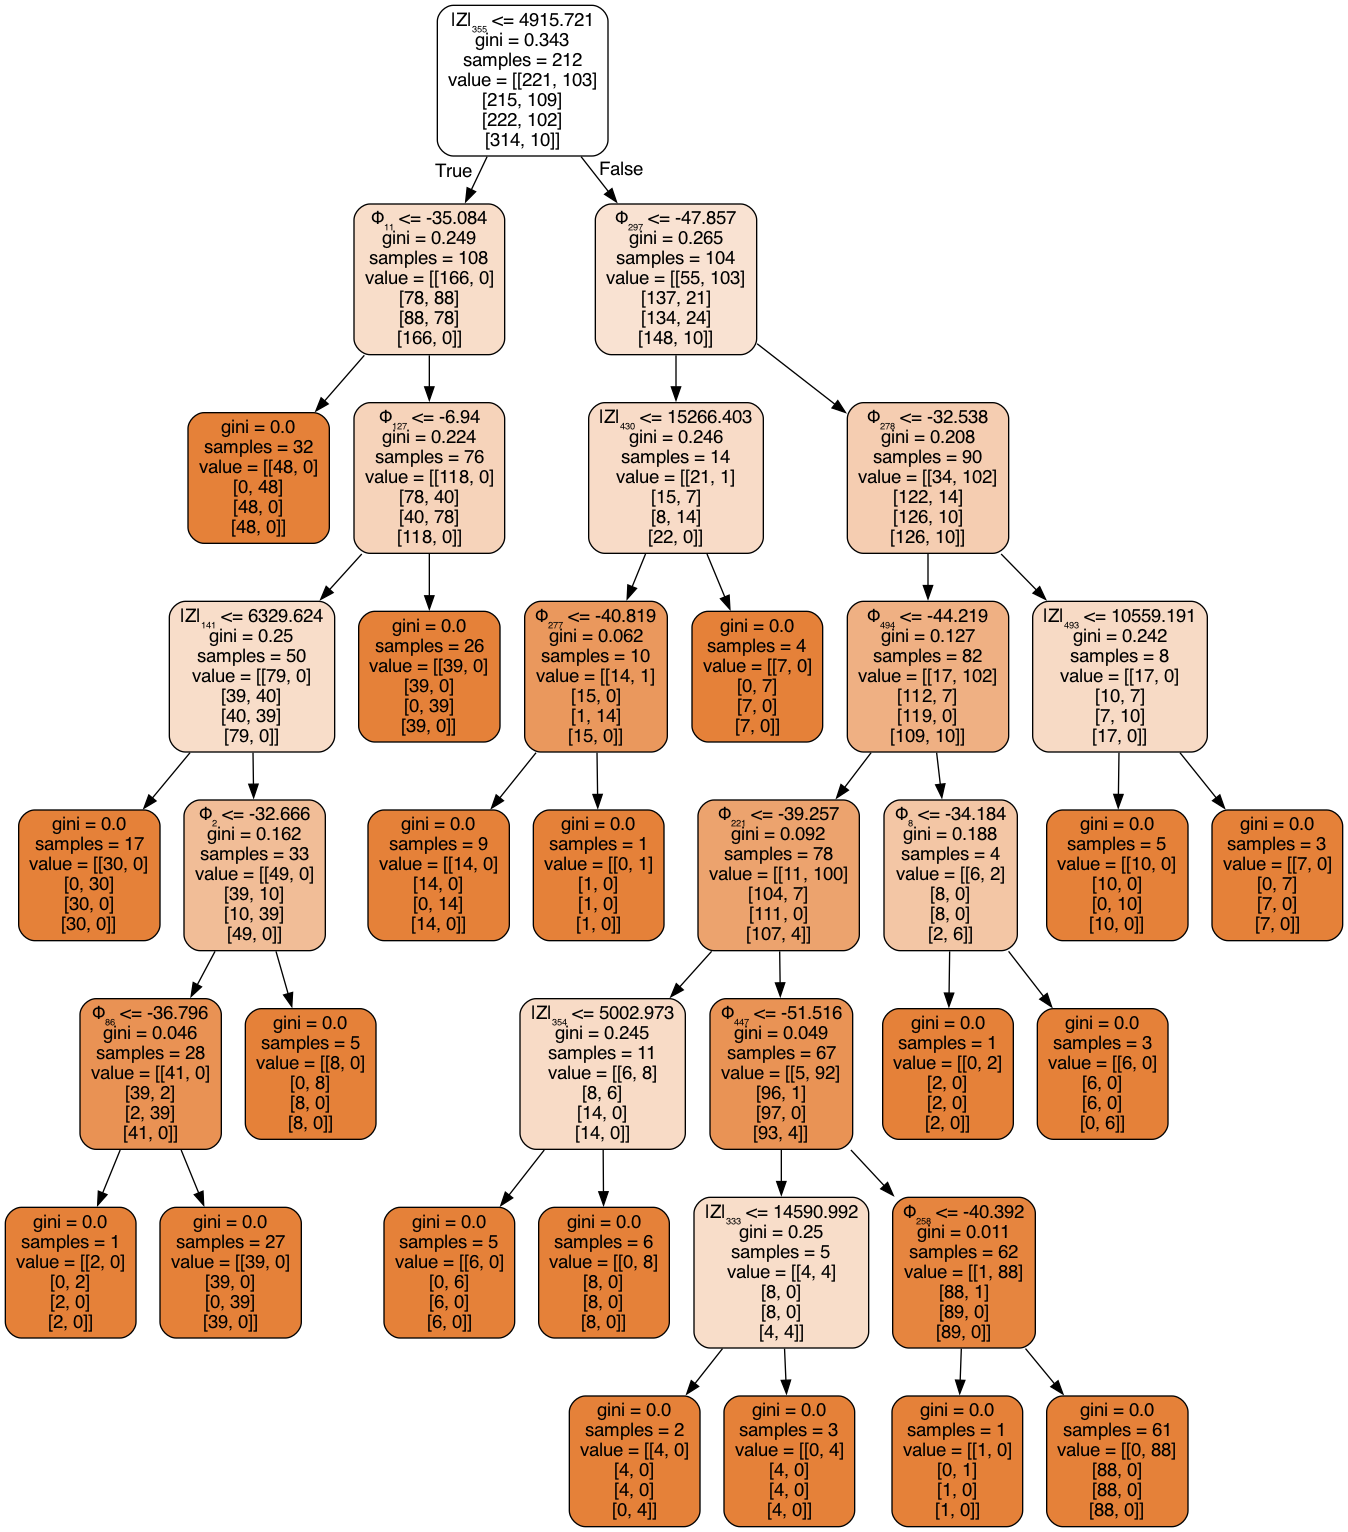 |Z|₃₅₅ <= 4915.721
gini = 0.343
samples = 212
value = [[221, 103]
[215, 109]
[222, 102]
[314, 10]]
True
False
Φ₁₁ <= -35.084
gini = 0.249
samples = 108
value = [[166, 0]
[78, 88]
[88, 78]
[166, 0]]
Φ₂₉₇ <= -47.857
gini = 0.265
samples = 104
value = [[55, 103]
[137, 21]
[134, 24]
[148, 10]]
gini = 0.0
samples = 32
value = [[48, 0]
[0, 48]
[48, 0]
[48, 0]]
Φ₁₂₇ <= -6.94
gini = 0.224
samples = 76
value = [[118, 0]
[78, 40]
[40, 78]
[118, 0]]
|Z|₄₃₀ <= 15266.403
gini = 0.246
samples = 14
value = [[21, 1]
[15, 7]
[8, 14]
[22, 0]]
Φ₂₇₈ <= -32.538
gini = 0.208
samples = 90
value = [[34, 102]
[122, 14]
[126, 10]
[126, 10]]
|Z|₁₄₁ <= 6329.624
gini = 0.25
samples = 50
value = [[79, 0]
[39, 40]
[40, 39]
[79, 0]]
gini = 0.0
samples = 26
value = [[39, 0]
[39, 0]
[0, 39]
[39, 0]]
Φ₂₇₇ <= -40.819
gini = 0.062
samples = 10
value = [[14, 1]
[15, 0]
[1, 14]
[15, 0]]
gini = 0.0
samples = 4
value = [[7, 0]
[0, 7]
[7, 0]
[7, 0]]
Φ₄₉₄ <= -44.219
gini = 0.127
samples = 82
value = [[17, 102]
[112, 7]
[119, 0]
[109, 10]]
|Z|₄₉₃ <= 10559.191
gini = 0.242
samples = 8
value = [[17, 0]
[10, 7]
[7, 10]
[17, 0]]
gini = 0.0
samples = 17
value = [[30, 0]
[0, 30]
[30, 0]
[30, 0]]
Φ₂ <= -32.666
gini = 0.162
samples = 33
value = [[49, 0]
[39, 10]
[10, 39]
[49, 0]]
gini = 0.0
samples = 9
value = [[14, 0]
[14, 0]
[0, 14]
[14, 0]]
gini = 0.0
samples = 1
value = [[0, 1]
[1, 0]
[1, 0]
[1, 0]]
Φ₂₂₁ <= -39.257
gini = 0.092
samples = 78
value = [[11, 100]
[104, 7]
[111, 0]
[107, 4]]
Φ₈ <= -34.184
gini = 0.188
samples = 4
value = [[6, 2]
[8, 0]
[8, 0]
[2, 6]]
gini = 0.0
samples = 5
value = [[10, 0]
[10, 0]
[0, 10]
[10, 0]]
gini = 0.0
samples = 3
value = [[7, 0]
[0, 7]
[7, 0]
[7, 0]]
Φ₈₆ <= -36.796
gini = 0.046
samples = 28
value = [[41, 0]
[39, 2]
[2, 39]
[41, 0]]
gini = 0.0
samples = 5
value = [[8, 0]
[0, 8]
[8, 0]
[8, 0]]
|Z|₃₅₄ <= 5002.973
gini = 0.245
samples = 11
value = [[6, 8]
[8, 6]
[14, 0]
[14, 0]]
Φ₄₄₇ <= -51.516
gini = 0.049
samples = 67
value = [[5, 92]
[96, 1]
[97, 0]
[93, 4]]
gini = 0.0
samples = 1
value = [[0, 2]
[2, 0]
[2, 0]
[2, 0]]
gini = 0.0
samples = 3
value = [[6, 0]
[6, 0]
[6, 0]
[0, 6]]
gini = 0.0
samples = 1
value = [[2, 0]
[0, 2]
[2, 0]
[2, 0]]
gini = 0.0
samples = 27
value = [[39, 0]
[39, 0]
[0, 39]
[39, 0]]
gini = 0.0
samples = 5
value = [[6, 0]
[0, 6]
[6, 0]
[6, 0]]
gini = 0.0
samples = 6
value = [[0, 8]
[8, 0]
[8, 0]
[8, 0]]
|Z|₃₃₃ <= 14590.992
gini = 0.25
samples = 5
value = [[4, 4]
[8, 0]
[8, 0]
[4, 4]]
Φ₂₅₈ <= -40.392
gini = 0.011
samples = 62
value = [[1, 88]
[88, 1]
[89, 0]
[89, 0]]
gini = 0.0
samples = 2
value = [[4, 0]
[4, 0]
[4, 0]
[0, 4]]
gini = 0.0
samples = 3
value = [[0, 4]
[4, 0]
[4, 0]
[4, 0]]
gini = 0.0
samples = 1
value = [[1, 0]
[0, 1]
[1, 0]
[1, 0]]
gini = 0.0
samples = 61
value = [[0, 88]
[88, 0]
[88, 0]
[88, 0]]